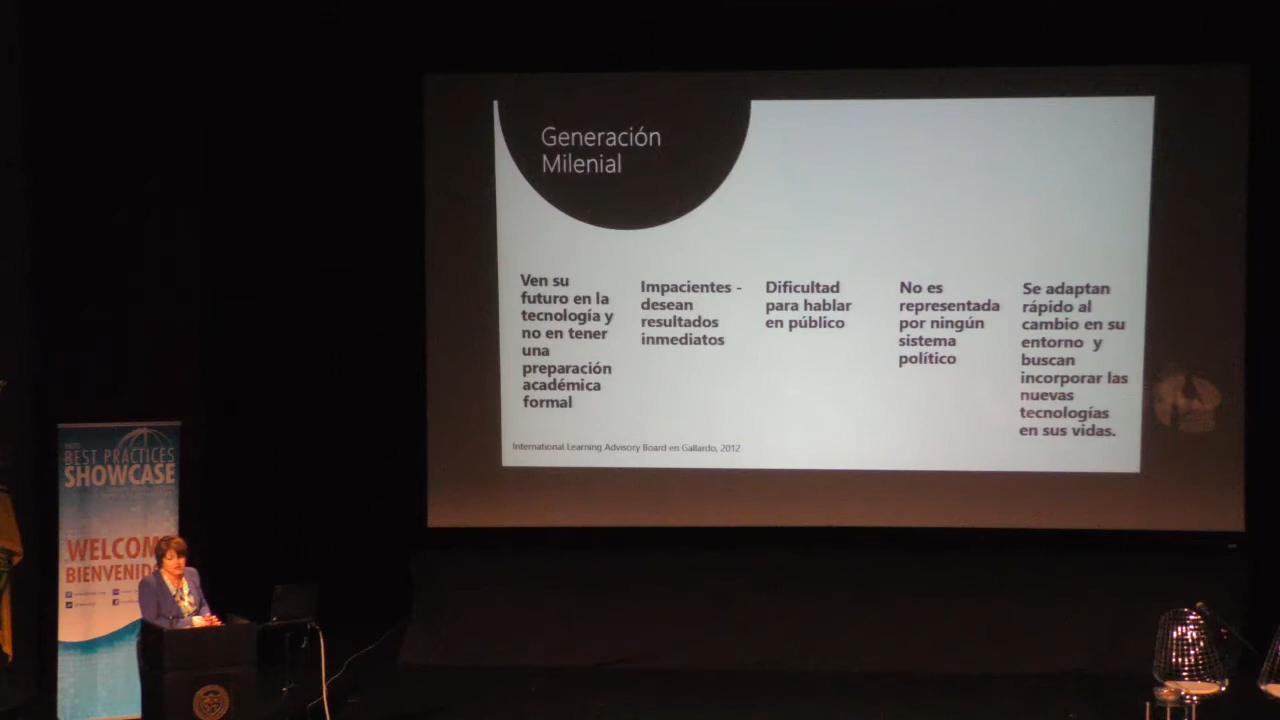 Generación
Milenial
Ven su
futuro en la
tecnología y
no en tener
una
preparación
académica
formal
Impacientes -
desean
resultados
inmediatos
Dificultad
para hablar
en público
No es
representada
por ningún
sistema
político
Se adaptan
rápido al
cambio en su
entorno y
buscan
incorporar las
nuevas
tecnologías
en sus vidas.
International Learning Advisory Board en Gallardo, 2012
BEST PRACTICES
SHOWCASE
WELCOM
BIENVENID